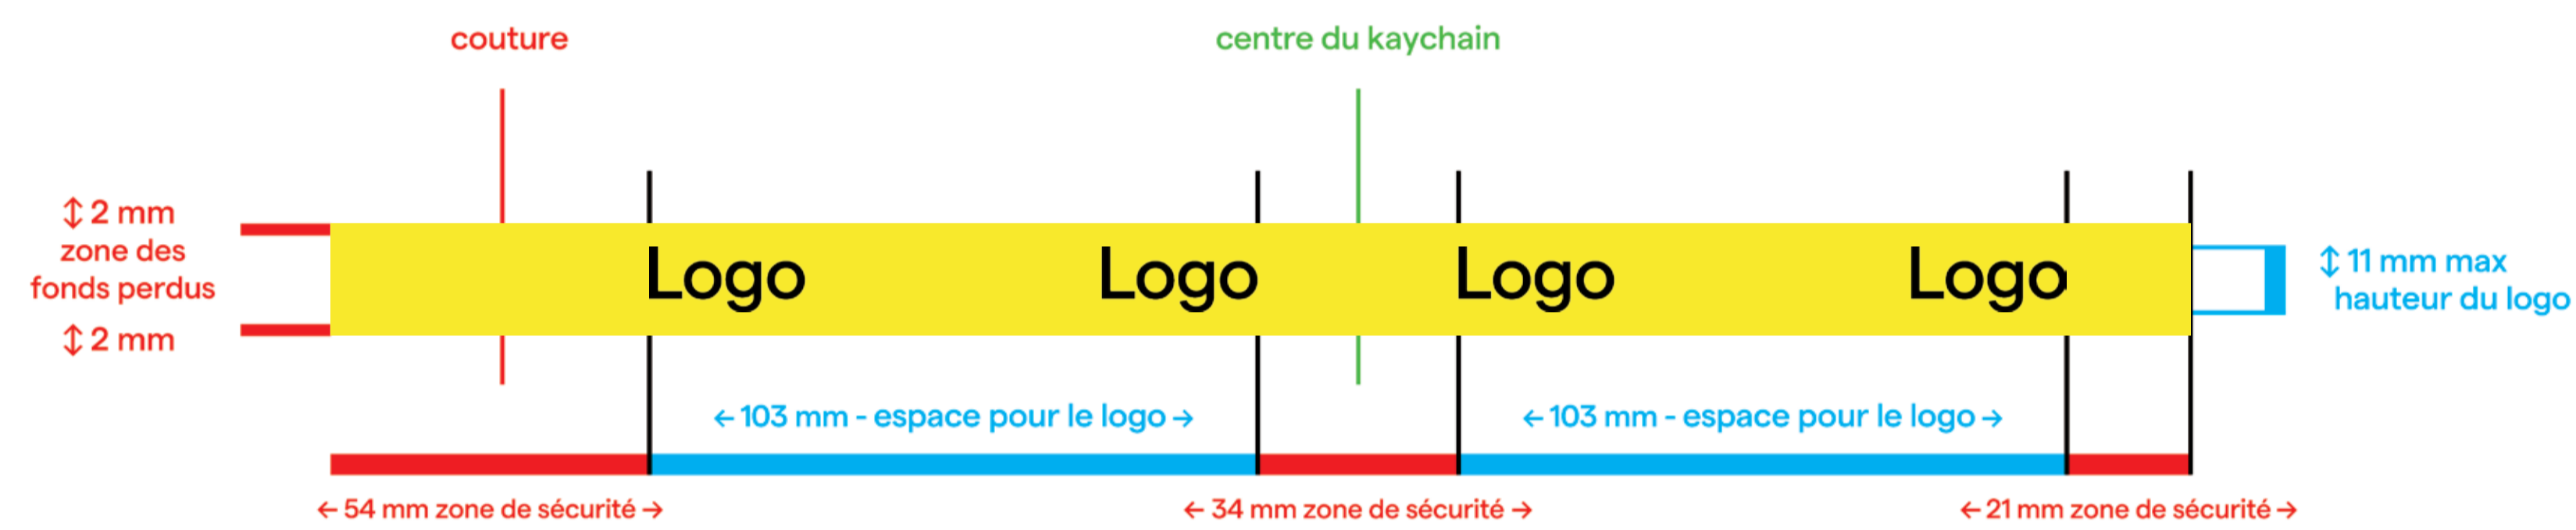 couture
centre du kaychain
↕ 2 mm
zone des
fonds perdus
↕ 2 mm
Logo Logo Logo Logo
↕ 11 mm max
hauteur du logo
← 103 mm - espace pour le logo →
← 103 mm - espace pour le logo →
← 54 mm zone de sécurité →
← 34 mm zone de sécurité →
← 21 mm zone de sécurité →